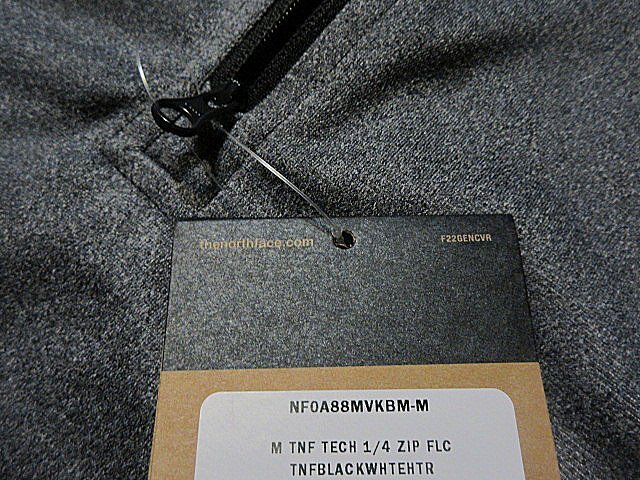 thenorthface.com
F22GENCVR
NF0A88MVKBM-M
M TNF TECH 1/4 ZIP FLC
TNFBLACKWHTEHTR